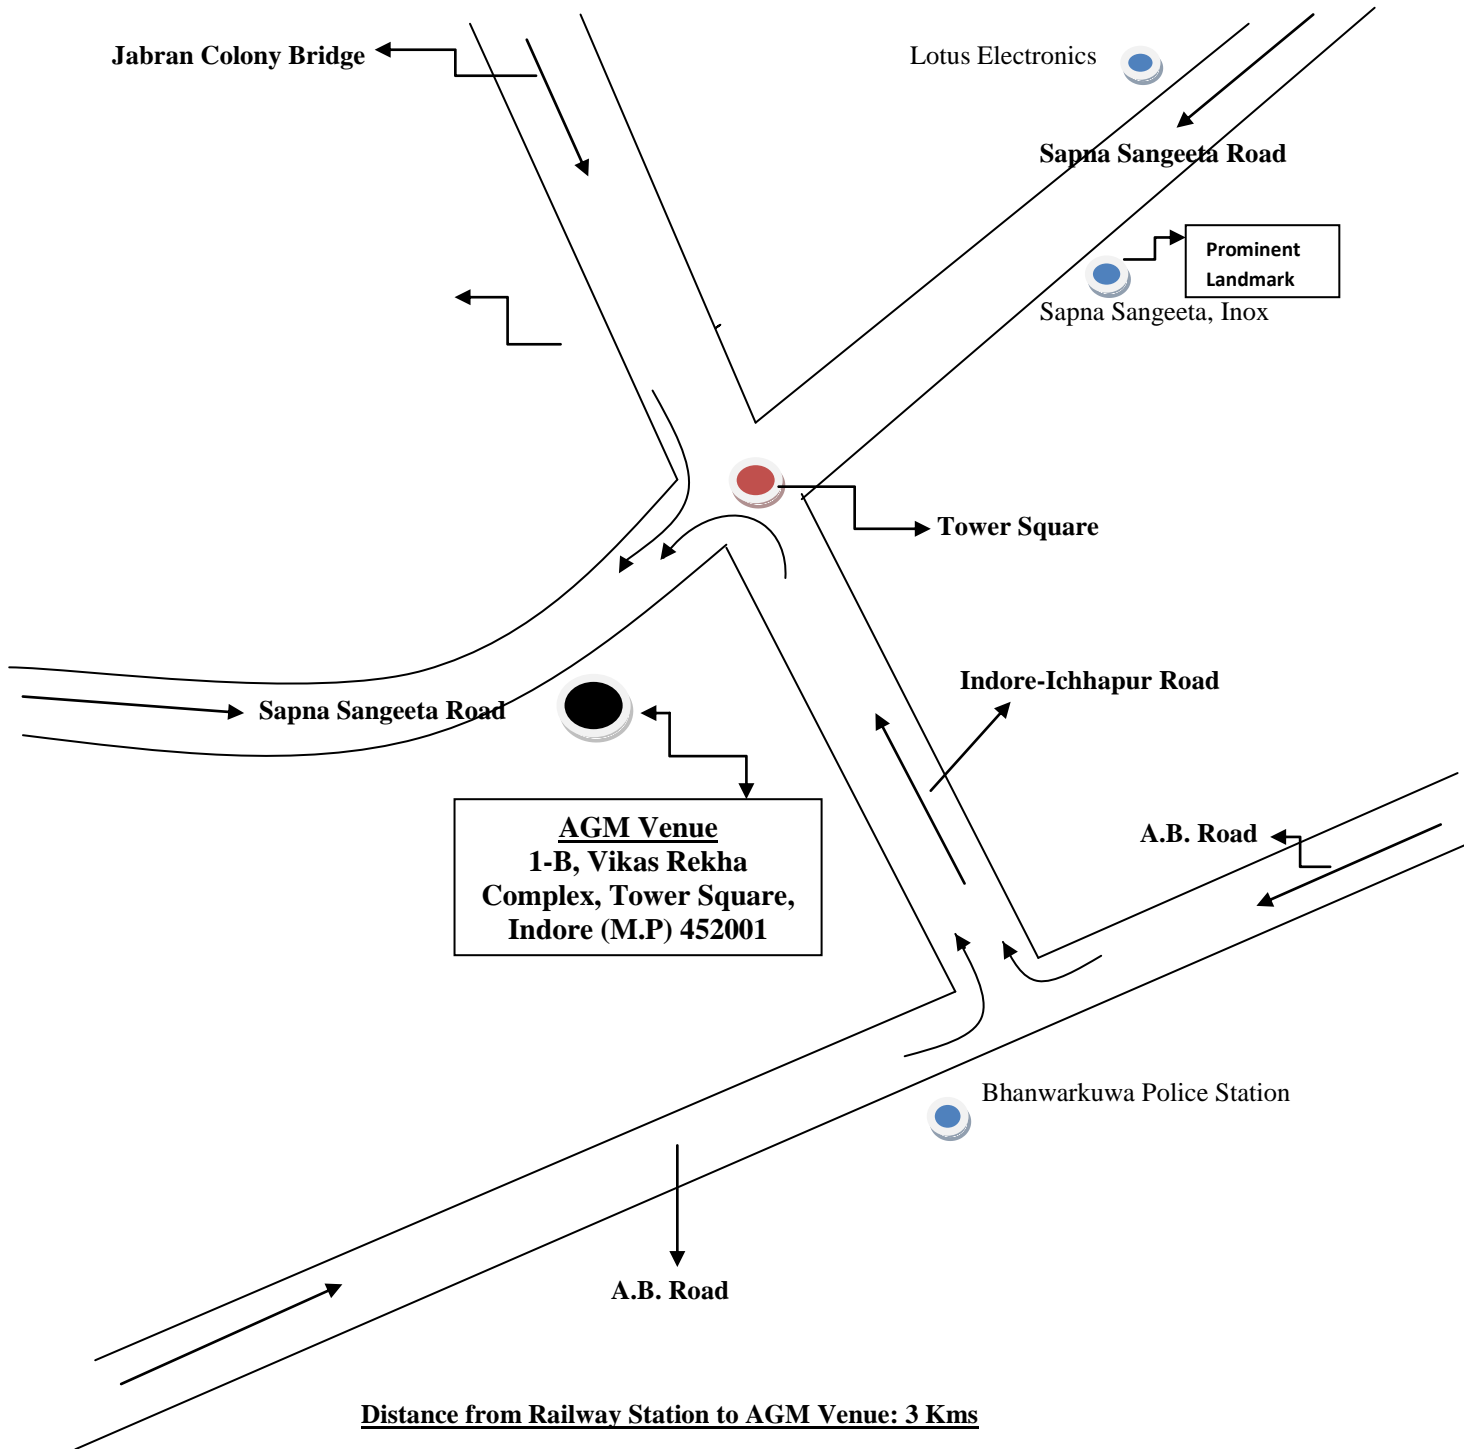 Jabran Colony Bridge
Lotus Electronics
Sapna Sangeeta Road
Prominent
Landmark
Sapna Sangeeta, Inox
Tower Square
Indore-Ichhapur Road
Sapna Sangeeta Road
AGM Venue
1-B, Vikas Rekha
Complex, Tower Square,
Indore (M.P) 452001
A.B. Road
Bhanwarkuwa Police Station
A.B. Road
Distance from Railway Station to AGM Venue: 3 Kms